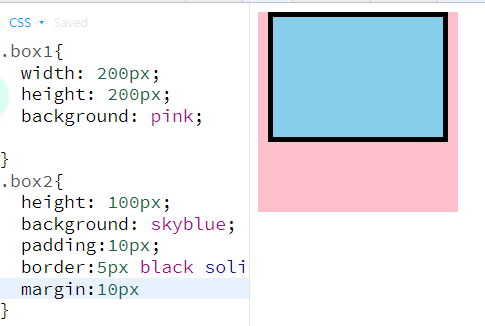 CSS Saved
.box1{
width: 200px;
height: 200px;
background: pink;
}
.box2{
height: 100px;
background: skyblue;
padding:10px;
border:5px black soli
margin:10px
}